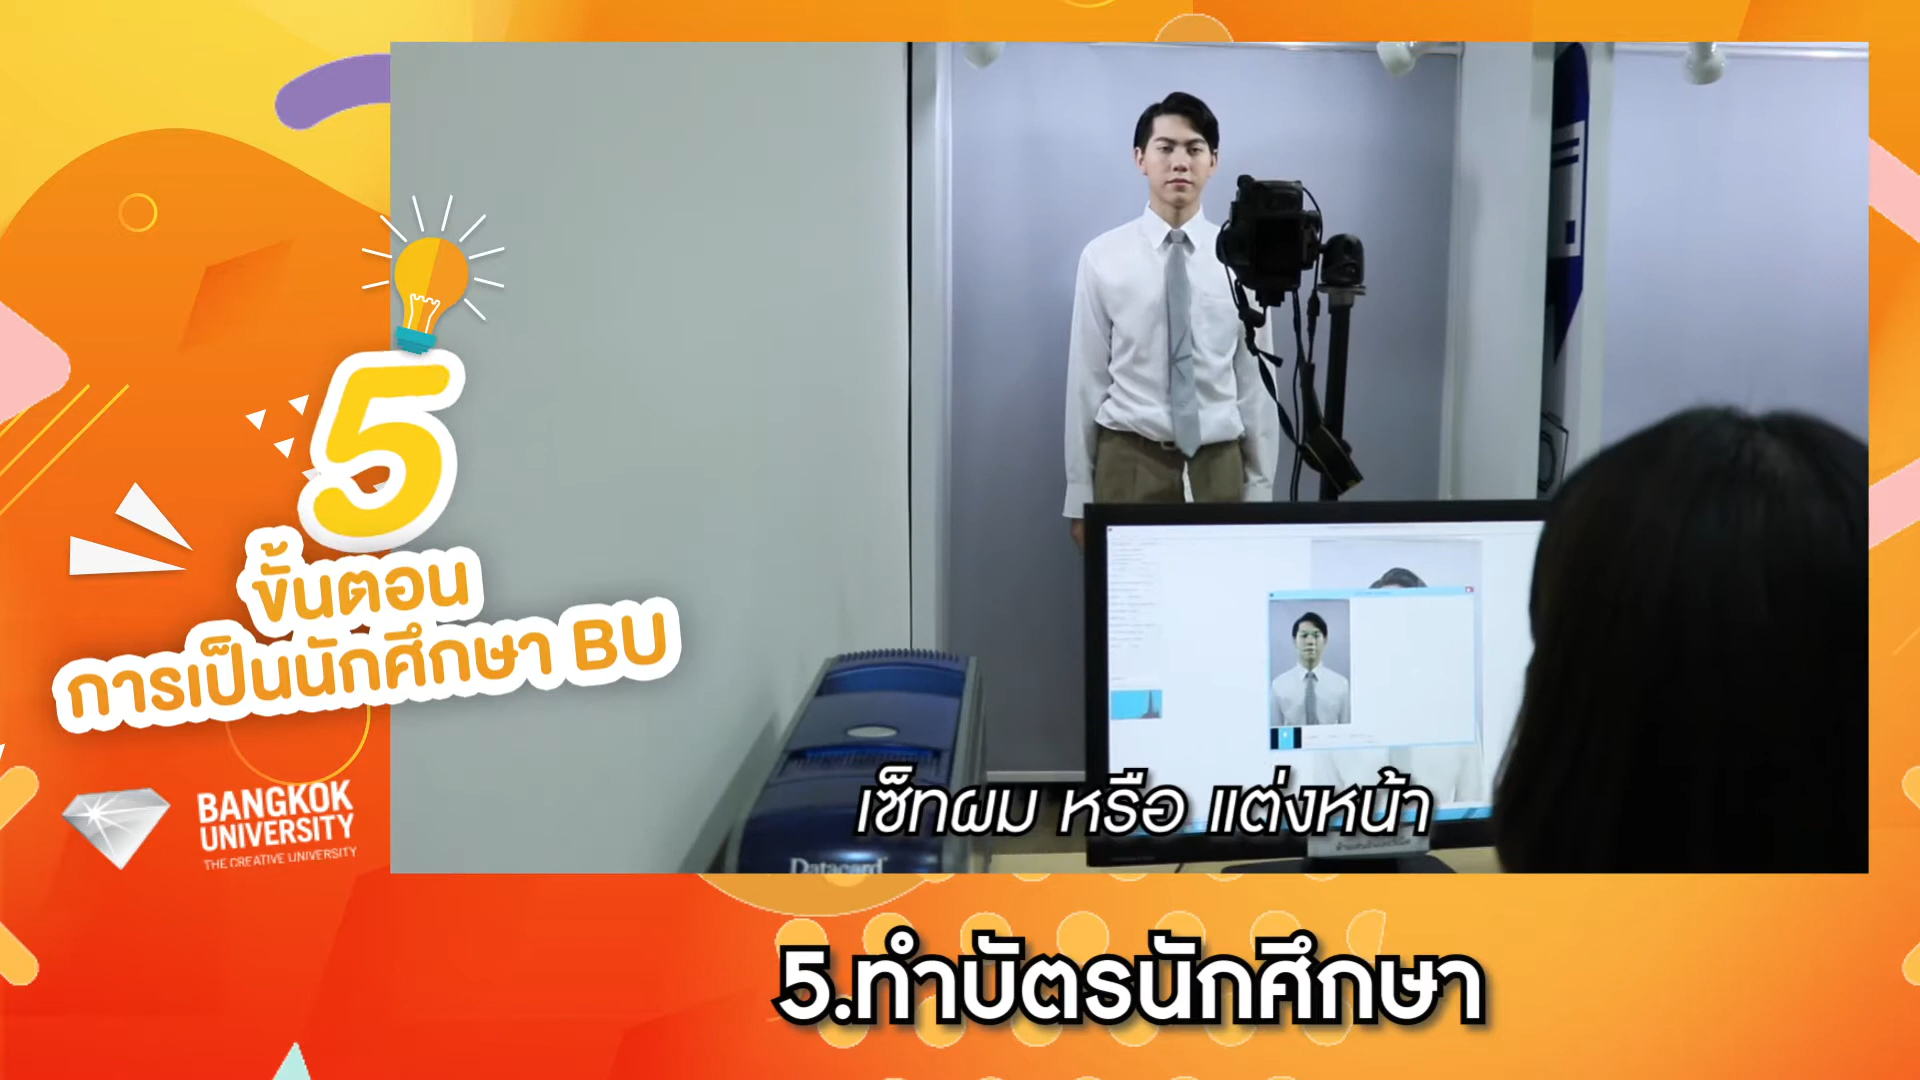 5
ขั้นตอน
การเป็นนักศึกษา BU
BANGKOK
UNIVERSITY
THE CREATIVE UNIVERSITY
เซ็ทผม หรือ แต่งหน้า
Datacard
5.ทำบัตรนักศึกษา